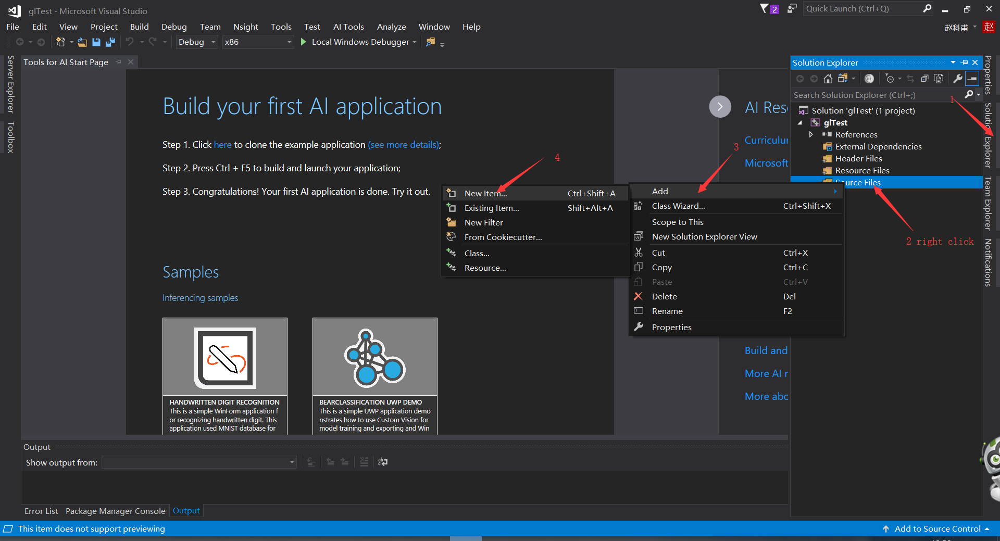 glTest - Microsoft Visual Studio
2
Quick Launch (Ctrl+Q)
File Edit View Project Build Debug Team Nsight Tools Test AI Tools Analyze Window Help
赵科甫
赵
Debug x86 Local Windows Debugger
Server Explorer
Toolbox
Tools for AI Start Page
Build your first AI application
Step 1. Click here to clone the example application (see more details);
Step 2. Press Ctrl + F5 to build and launch your application;
Step 3. Congratulations! Your first AI application is done. Try it out.
Samples
Inferencing samples
HANDWRITTEN DIGIT RECOGNITION
This is a simple WinForm application f
or recognizing handwritten digit. This
application used MNIST database for
BEARCLASSIFICATION UWP DEMO
This is a simple UWP application demo
nstrates how to use Custom Vision for
model training and exporting and Win
AI Reso
Curriculum
Microsoft
Build and
More AI r
More abo
4
New Item... Ctrl+Shift+A
Existing Item... Shift+Alt+A
New Filter
From Cookiecutter...
Class...
Resource...
3
Add
Class Wizard... Ctrl+Shift+X
Scope to This
New Solution Explorer View
Cut Ctrl+X
Copy Ctrl+C
Paste Ctrl+V
Delete Del
Rename F2
Properties
Solution Explorer
Search Solution Explorer (Ctrl+;)
1
Solution 'glTest' (1 project)
glTest
References
External Dependencies
Header Files
Resource Files
Source Files
2 right click
Properties
Solution Explorer
Team Explorer
Notifications
Output
Show output from:
Error List Package Manager Console Output
This item does not support previewing
Add to Source Control